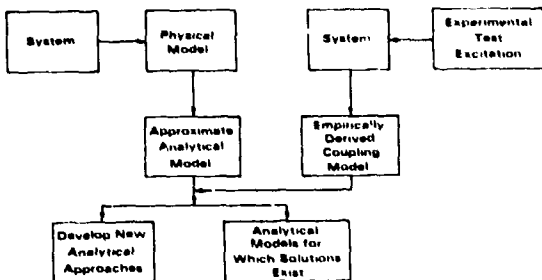 System
Physical
Model
System
Experimental
Test
Excitation
Approximate
Analytical
Model
Empirically
Derived
Coupling
Model
Develop New
Analytical
Approaches
Analytical
Models for
Which Solutions
Exist